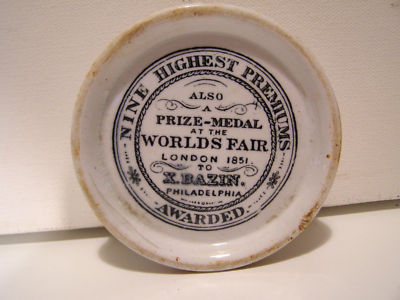 NINE HIGHEST PREMIUMS
ALSO
A
PRIZE-MEDAL
AT THE
WORLDS FAIR
LONDON 1851.
TO
X. BAZIN.
PHILADELPHIA
AWARDED.